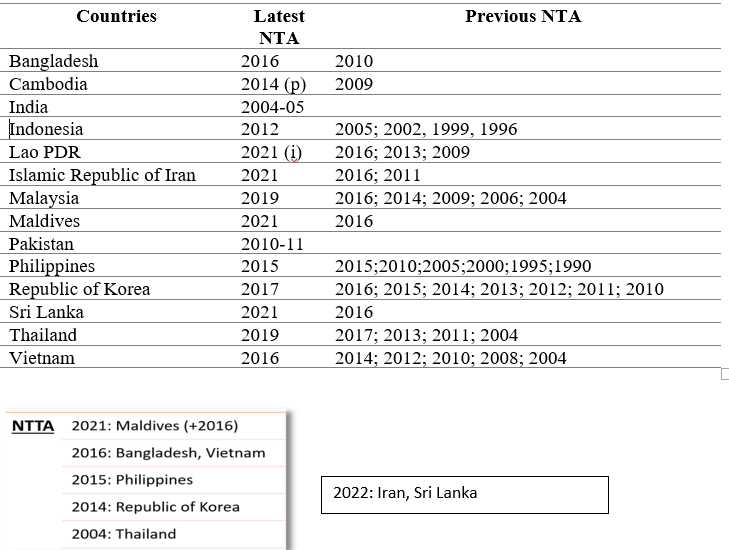 Countries Latest NTA Previous NTA
Bangladesh 2016 2010
Cambodia 2014 (p) 2009
India 2004-05
Indonesia 2012 2005; 2002, 1999, 1996
Lao PDR 2021 (i) 2016; 2013; 2009
Islamic Republic of Iran 2021 2016; 2011
Malaysia 2019 2016; 2014; 2009; 2006; 2004
Maldives 2021 2016
Pakistan 2010-11
Philippines 2015 2015;2010;2005;2000;1995;1990
Republic of Korea 2017 2016; 2015; 2014; 2013; 2012; 2011; 2010
Sri Lanka 2021 2016
Thailand 2019 2017; 2013; 2011; 2004
Vietnam 2016 2014; 2012; 2010; 2008; 2004
NTTA 2021: Maldives (+2016)
2016: Bangladesh, Vietnam
2015: Philippines
2014: Republic of Korea
2004: Thailand
2022: Iran, Sri Lanka